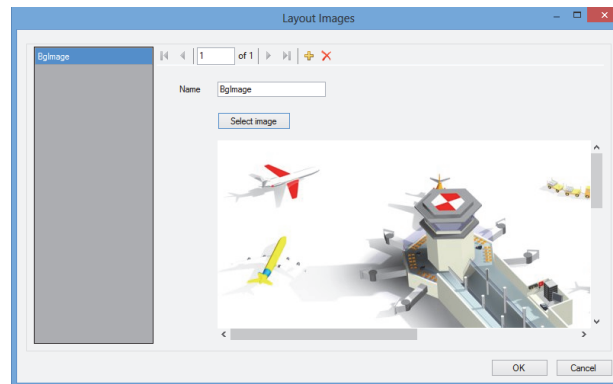 Layout Images
BgImage
1 of 1
Name BgImage
Select image
OK Cancel